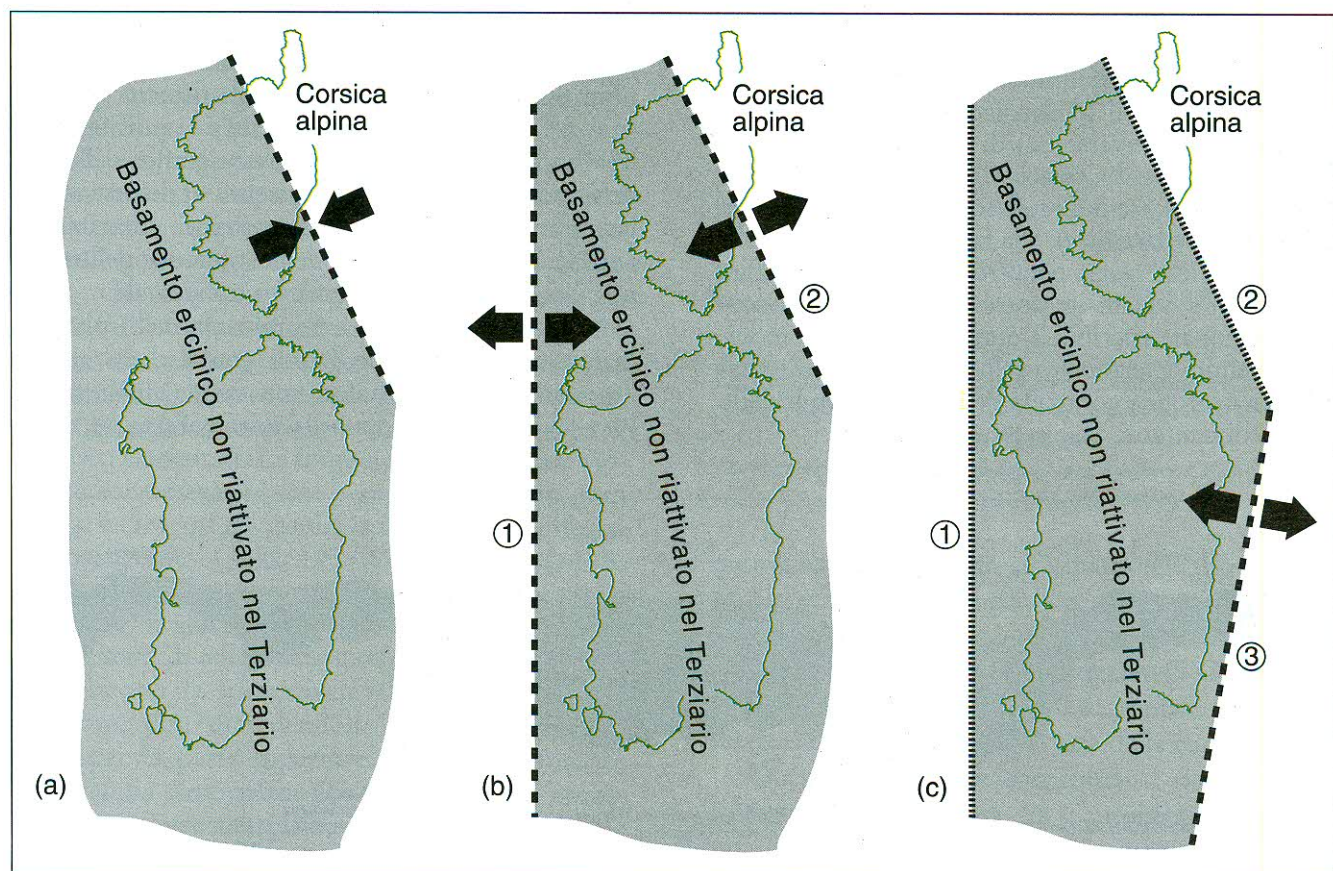 Corsica
alpina
Basamento ercinico non riattivato nel Terziario
(a)
Corsica
alpina
Basamento ercinico non riattivato nel Terziario
①
②
(b)
Corsica
alpina
Basamento ercinico non riattivato nel Terziario
①
②
③
(c)